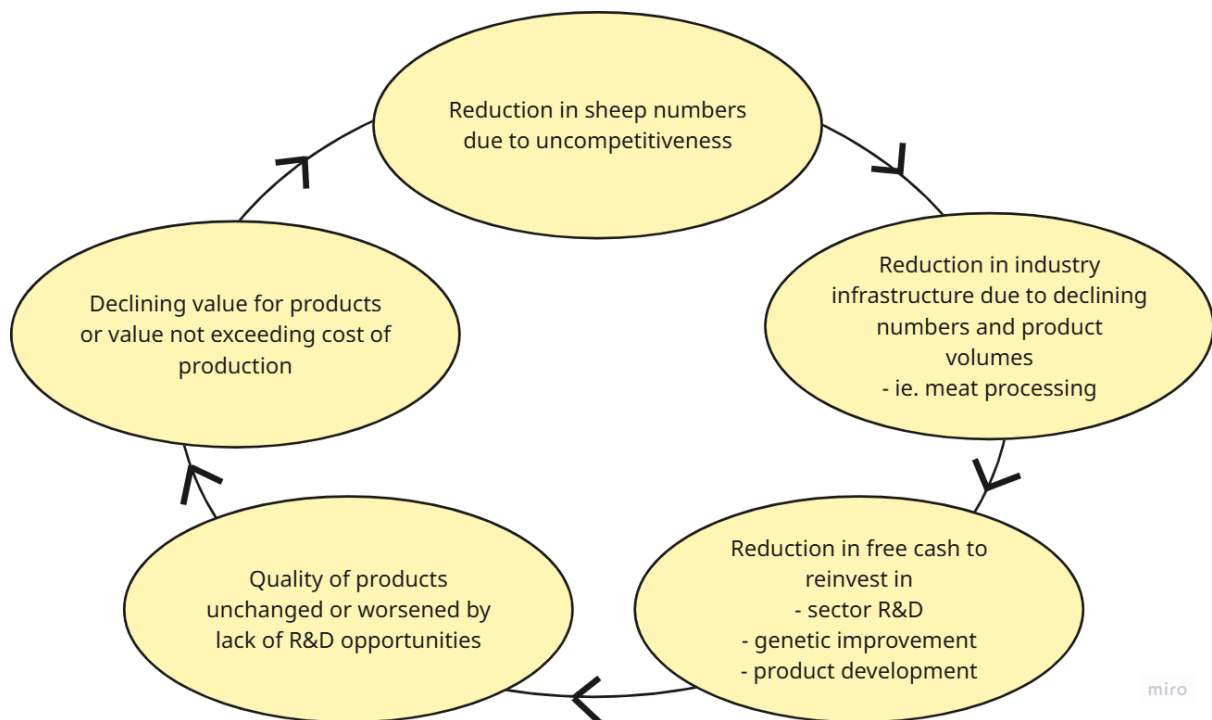 Reduction in sheep numbers
due to uncompetitiveness
Reduction in industry
infrastructure due to declining
numbers and product
volumes
- ie. meat processing
Reduction in free cash to
reinvest in
- sector R&D
- genetic improvement
- product development
Quality of products
unchanged or worsened by
lack of R&D opportunities
Declining value for products
or value not exceeding cost of
production
miro